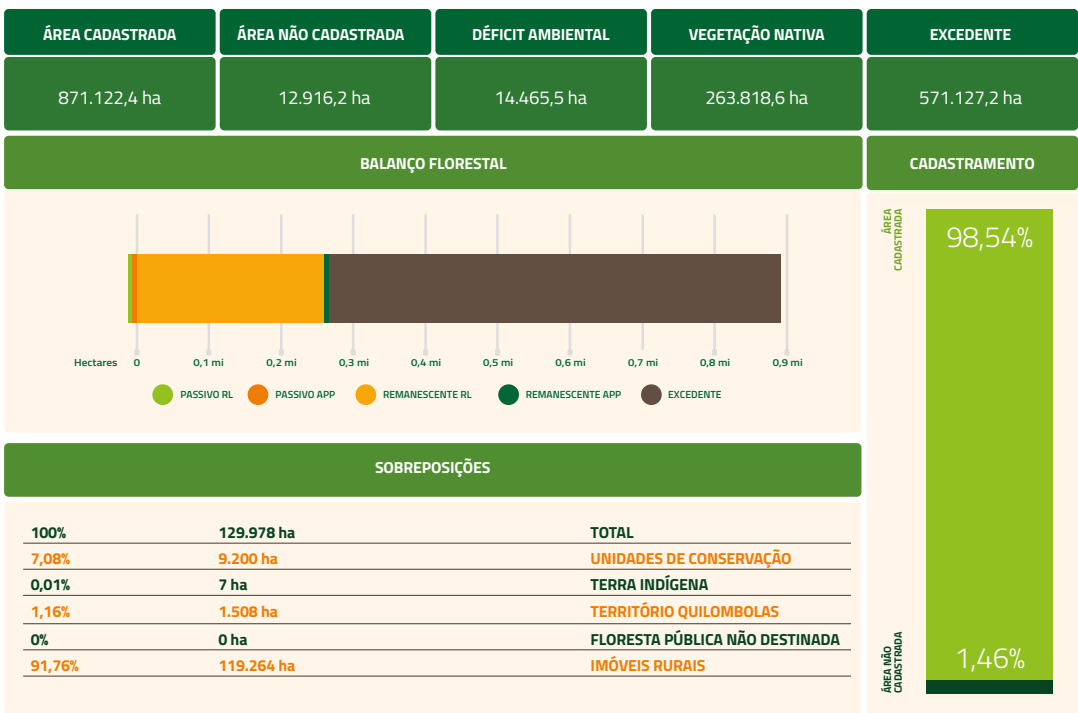 ÁREA CADASTRADA
ÁREA NÃO CADASTRADA
DÉFICIT AMBIENTAL
VEGETAÇÃO NATIVA
EXCEDENTE
871.122,4 ha
12.916,2 ha
14.465,5 ha
263.818,6 ha
571.127,2 ha
BALANÇO FLORESTAL
Hectares 0 0,1 mi 0,2 mi 0,3 mi 0,4 mi 0,5 mi 0,6 mi 0,7 mi 0,8 mi 0,9 mi
PASSIVO RL PASSIVO APP REMANESCENTE RL REMANESCENTE APP EXCEDENTE
CADASTRAMENTO
ÁREA
CADASTRADA
98,54%
ÁREA NÃO
CADASTRADA
1,46%
SOBREPOSIÇÕES
100% 129.978 ha TOTAL
7,08% 9.200 ha UNIDADES DE CONSERVAÇÃO
0,01% 7 ha TERRA INDÍGENA
1,16% 1.508 ha TERRITÓRIO QUILOMBOLAS
0% 0 ha FLORESTA PÚBLICA NÃO DESTINADA
91,76% 119.264 ha IMÓVEIS RURAIS